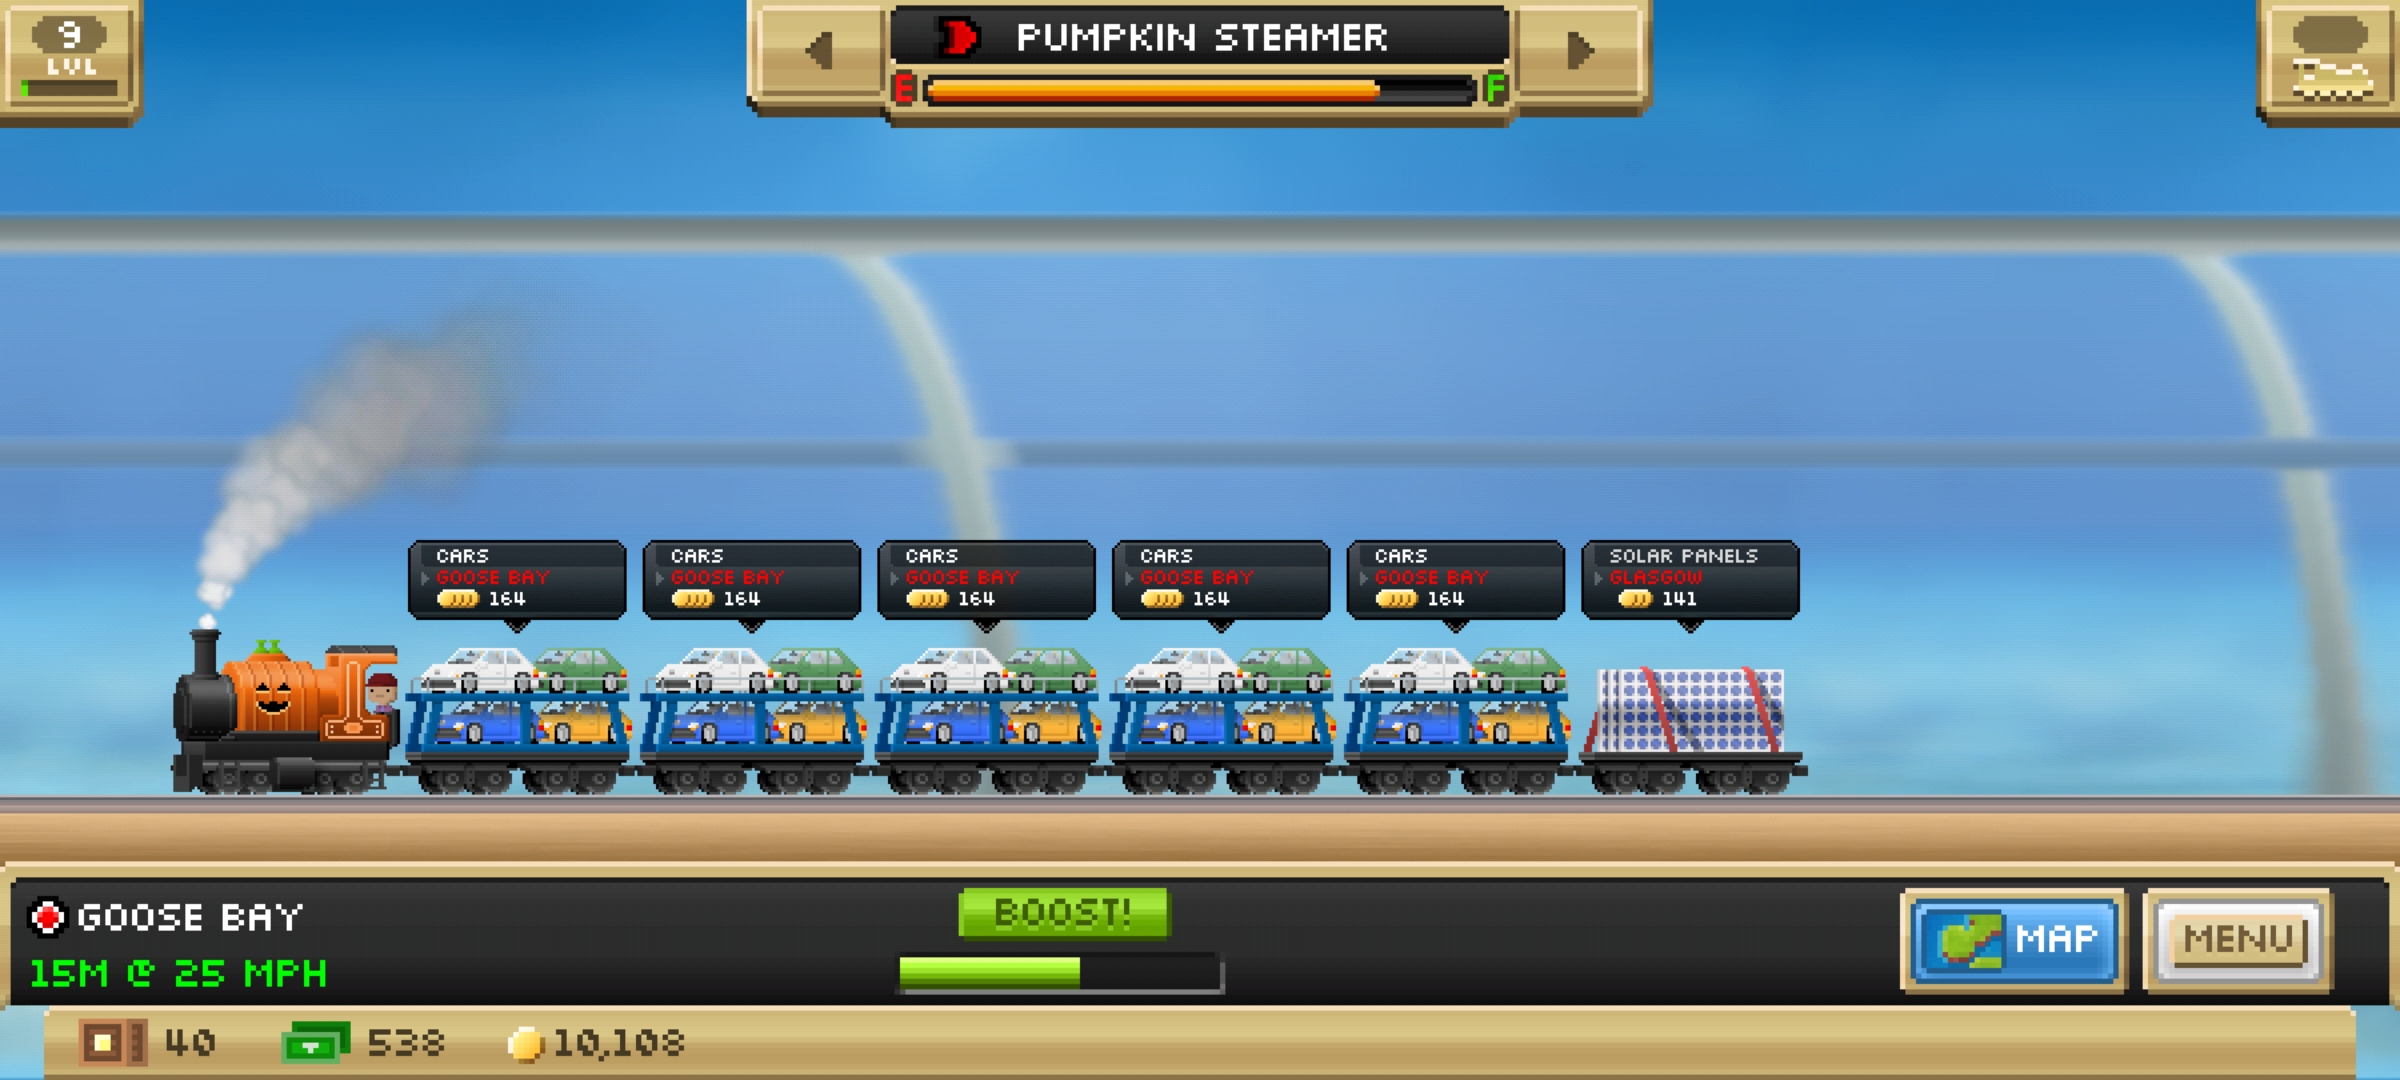 9
LVL
PUMPKIN STEAMER
E F
CARS
GOOSE BAY
164
CARS
GOOSE BAY
164
CARS
GOOSE BAY
164
CARS
GOOSE BAY
164
CARS
GOOSE BAY
164
SOLAR PANELS
GLASGOW
141
GOOSE BAY
15M @ 25 MPH
BOOST!
MAP
MENU
40 538 10,108